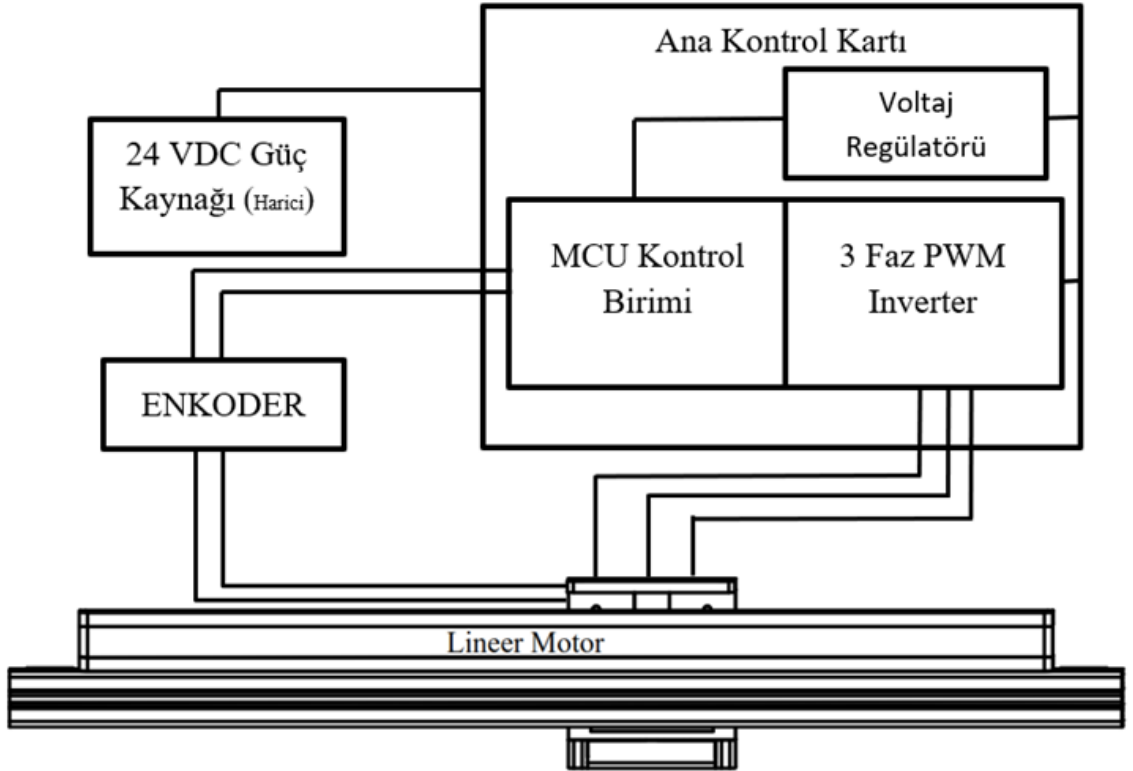 Ana Kontrol Kartı
Voltaj
Regülatörü
24 VDC Güç
Kaynağı (Harici)
MCU Kontrol
Birimi
3 Faz PWM
Inverter
ENKODER
Lineer Motor